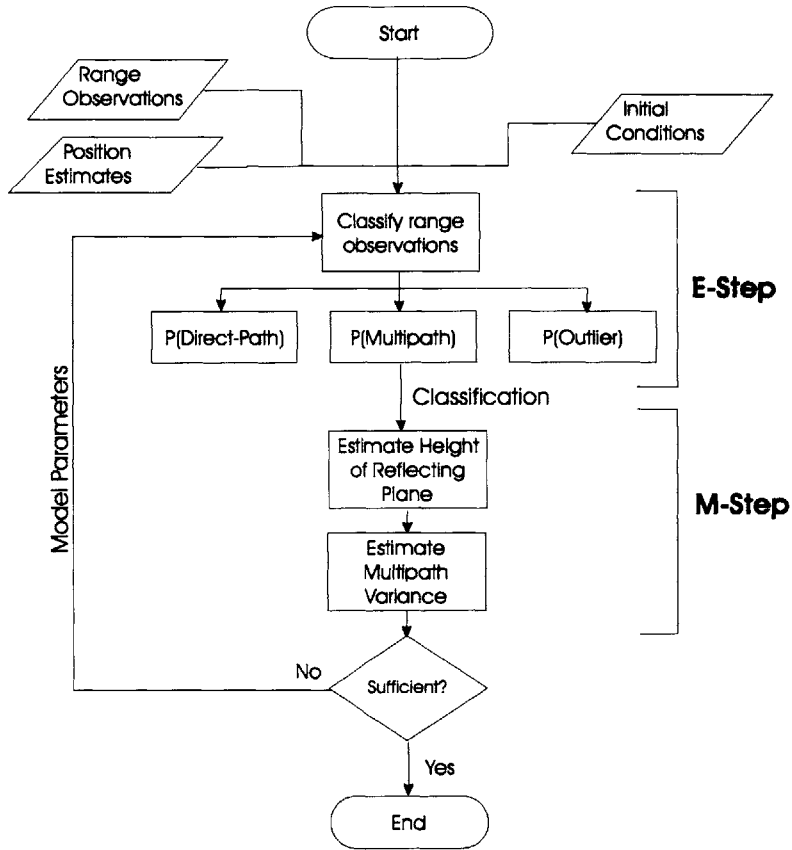 Start
Range
Observations
Position
Estimates
Initial
Conditions
Classify range
observations
E-Step
P(Direct-Path)
P(Multipath)
P(Outlier)
Classification
Model Parameters
Estimate Height
of Reflecting
Plane
M-Step
Estimate
Multipath
Variance
No
Sufficient?
Yes
End